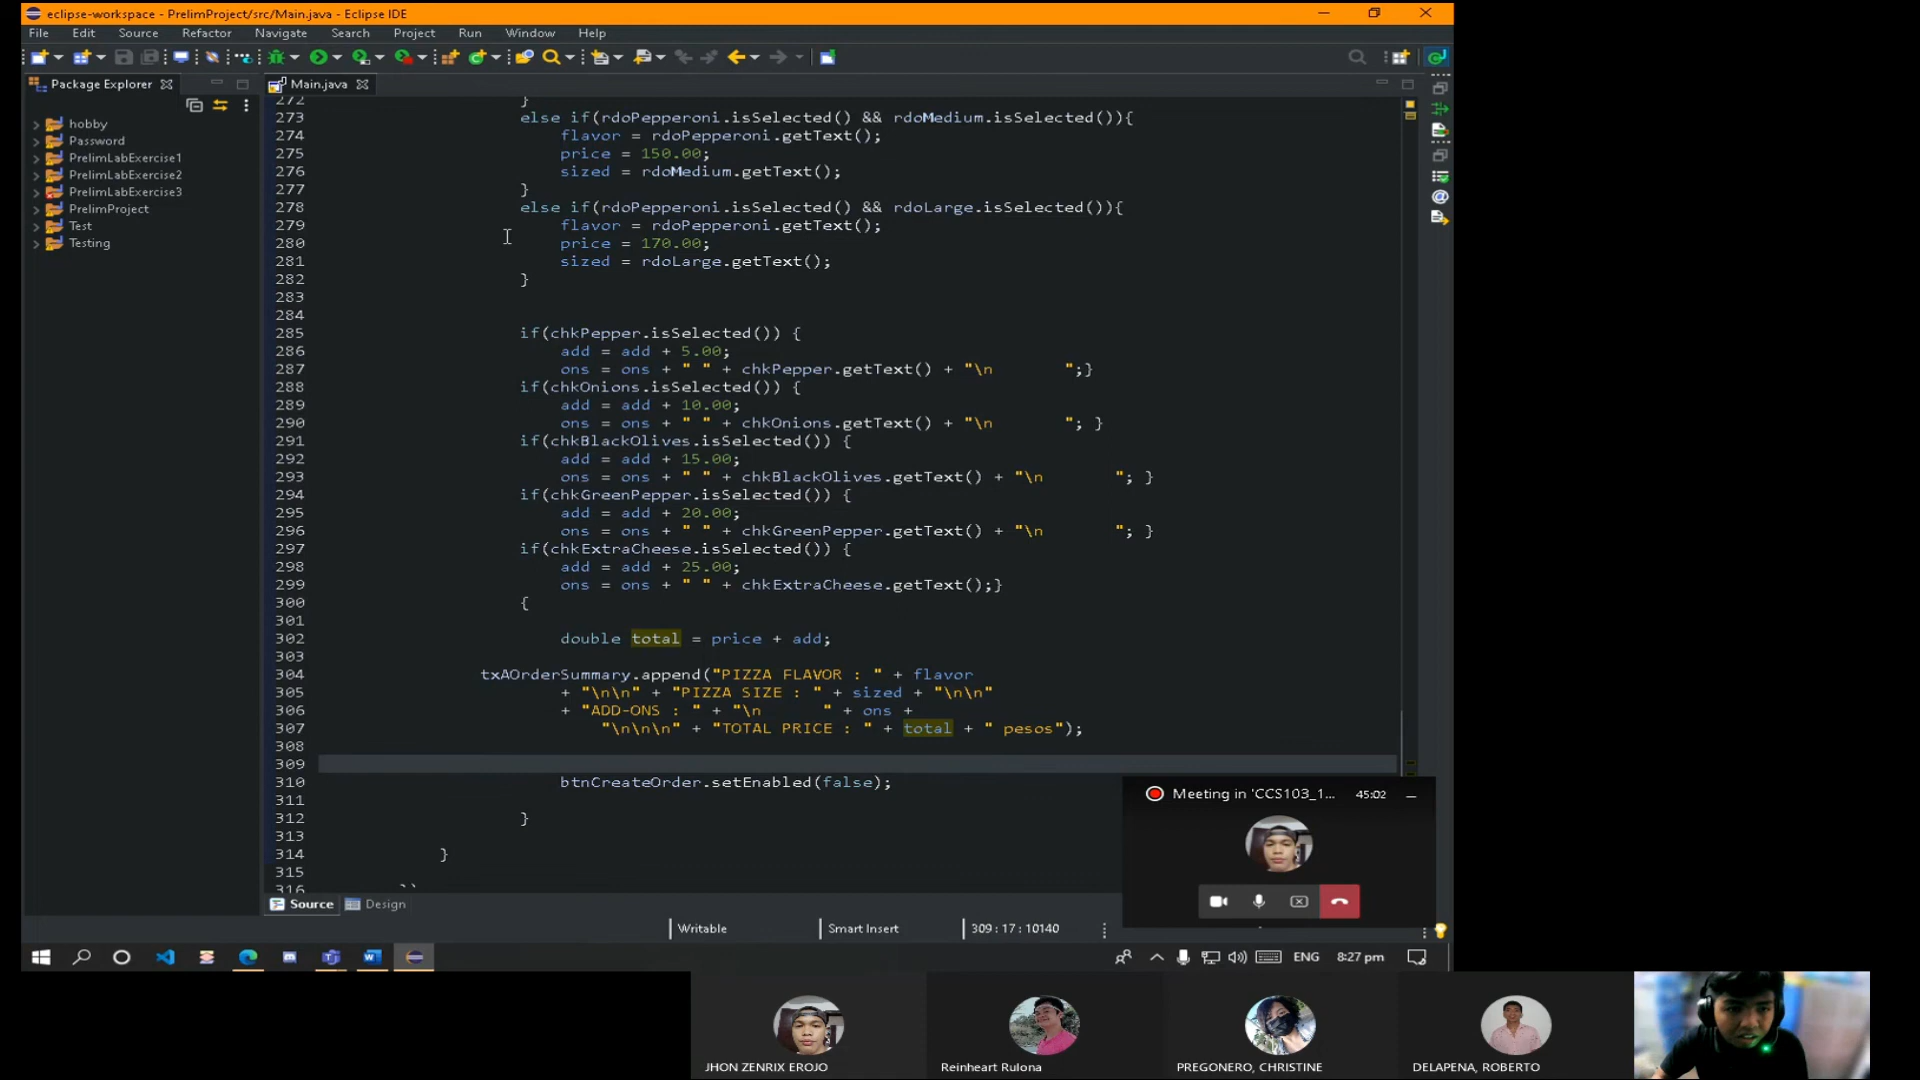 eclipse-workspace - PrelimProject/src/Main.java - Eclipse IDE
File Edit Source Refactor Navigate Search Project Run Window Help
Package Explorer
Main.java
hobby
Password
PrelimLabExercise1
PrelimLabExercise2
PrelimLabExercise3
PrelimProject
Test
Testing
272 }
273 else if(rdoPepperoni.isSelected() && rdoMedium.isSelected()){
274 flavor = rdoPepperoni.getText();
275 price = 150.00;
276 sized = rdoMedium.getText();
277 }
278 else if(rdoPepperoni.isSelected() && rdoLarge.isSelected()){
279 flavor = rdoPepperoni.getText();
280 price = 170.00;
281 sized = rdoLarge.getText();
282 }
283
284
285 if(chkPepper.isSelected()) {
286 add = add + 5.00;
287 ons = ons + " " + chkPepper.getText() + "\n       ";}
288 if(chkOnions.isSelected()) {
289 add = add + 10.00;
290 ons = ons + " " + chkOnions.getText() + "\n       "; }
291 if(chkBlackOlives.isSelected()) {
292 add = add + 15.00;
293 ons = ons + " " + chkBlackOlives.getText() + "\n       "; }
294 if(chkGreenPepper.isSelected()) {
295 add = add + 20.00;
296 ons = ons + " " + chkGreenPepper.getText() + "\n       "; }
297 if(chkExtraCheese.isSelected()) {
298 add = add + 25.00;
299 ons = ons + " " + chkExtraCheese.getText();}
300 {
301
302 double total = price + add;
303
304 txAOrderSummary.append("PIZZA FLAVOR : " + flavor
305 + "\n\n" + "PIZZA SIZE : " + sized + "\n\n"
306 + "ADD-ONS : " + "\n      " + ons +
307 "\n\n\n" + "TOTAL PRICE : " + total + " pesos");
308
309
310 btnCreateOrder.setEnabled(false);
311
312 }
313
314 }
315
316
Meeting in 'CCS103_1... 45:02
Source Design
Writable Smart Insert 309 : 17 : 10140
ENG 8:27 pm
JHON ZENRIX EROJO
Reinheart Rulona
PREGONERO, CHRISTINE
DELAPENA, ROBERTO